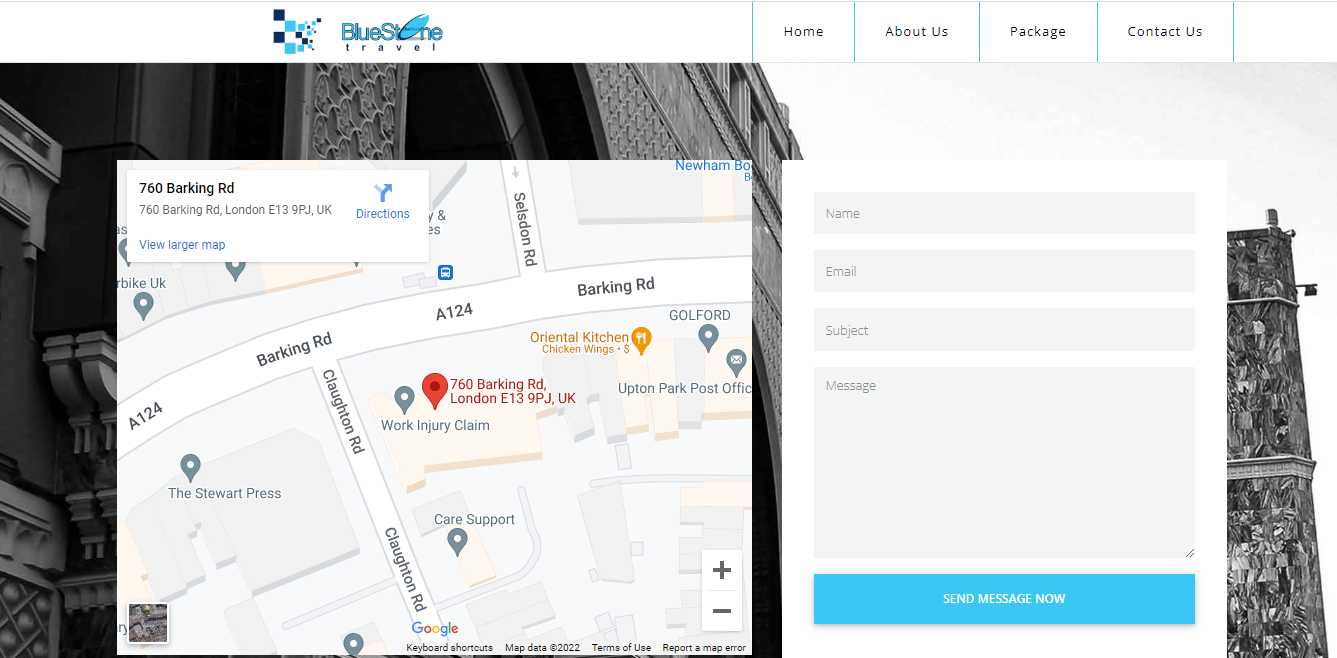 BlueStone
travel
Home
About Us
Package
Contact Us
760 Barking Rd
760 Barking Rd, London E13 9PJ, UK
Directions
View larger map
Newham Bo
Selsdon Rd
y &
es
rbike Uk
Barking Rd
A124
GOLFORD
Oriental Kitchen
Chicken Wings • $
Barking Rd
760 Barking Rd,
London E13 9PJ, UK
Upton Park Post Offic
A124
Claughton Rd
Work Injury Claim
The Stewart Press
Care Support
Claughton Rd
Google
Keyboard shortcuts
Map data ©2022
Terms of Use
Report a map error
Name
Email
Subject
Message
SEND MESSAGE NOW